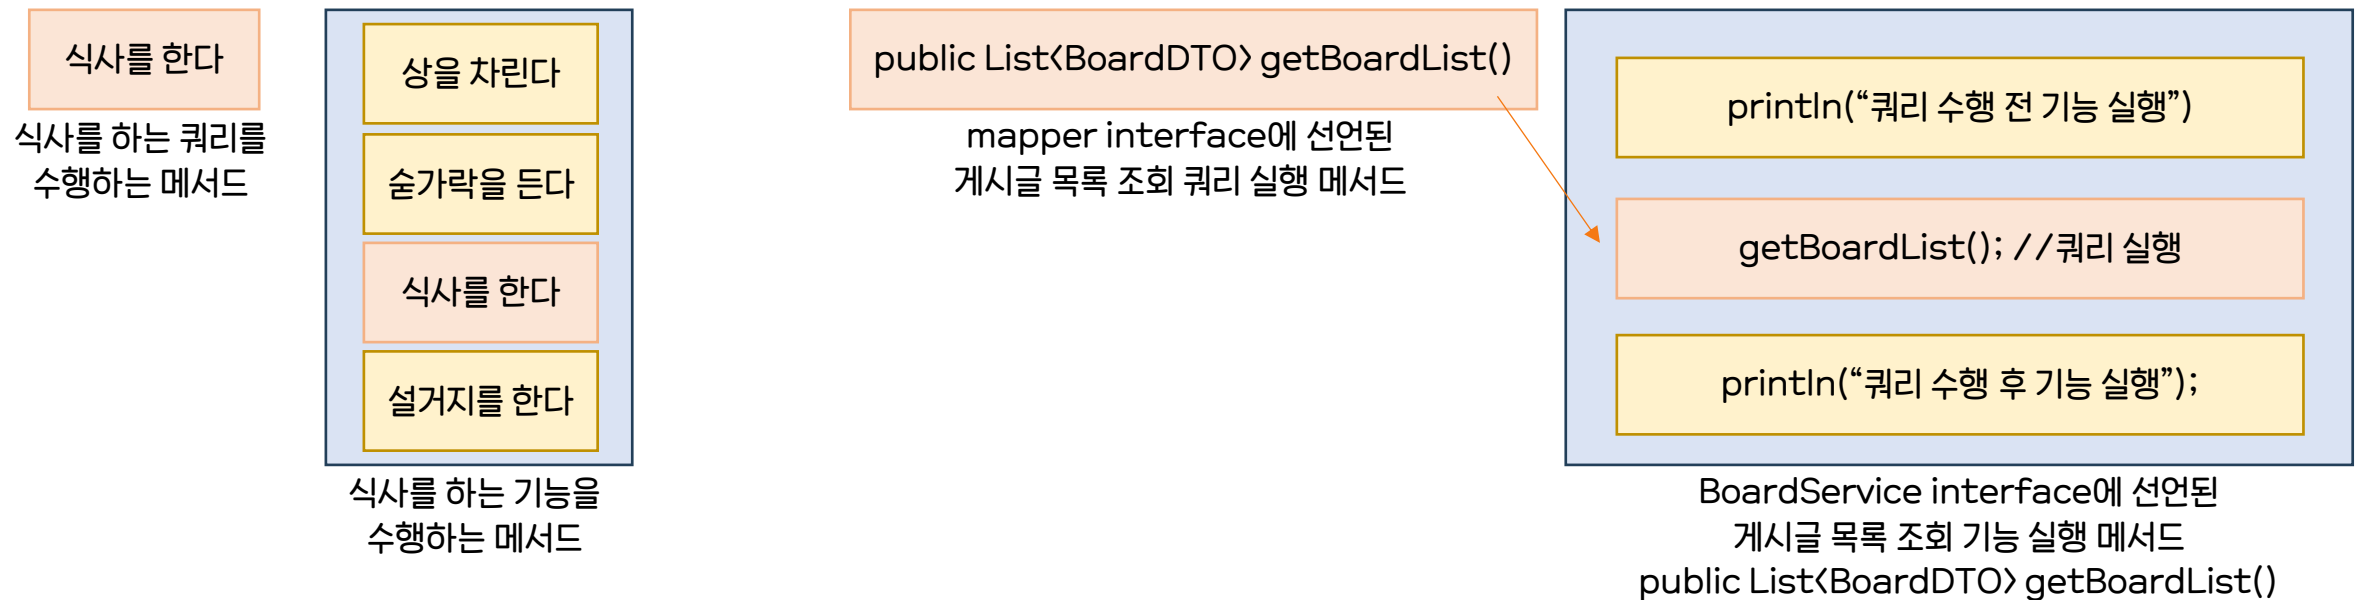 식사를 한다
식사를 하는 쿼리를
수행하는 메서드
상을 차린다
숟가락을 든다
식사를 한다
설거지를 한다
식사를 하는 기능을
수행하는 메서드
public List<BoardDTO> getBoardList()
mapper interface에 선언된
게시글 목록 조회 쿼리 실행 메서드
println(“쿼리 수행 전 기능 실행”)
getBoardList(); //쿼리 실행
println(“쿼리 수행 후 기능 실행”);
BoardService interface에 선언된
게시글 목록 조회 기능 실행 메서드
public List<BoardDTO> getBoardList()